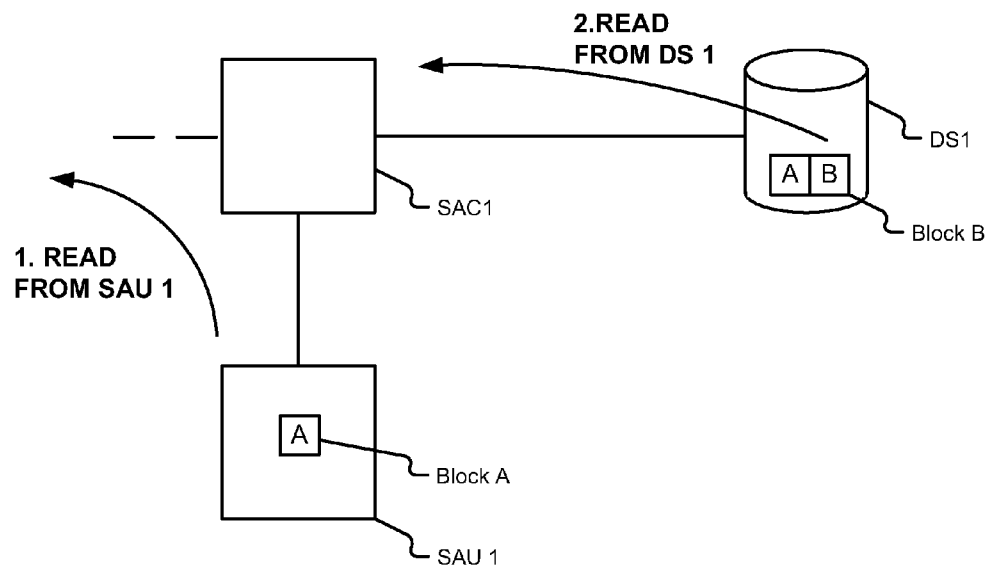 2.READ
FROM DS 1
DS1
A B
SAC1
Block B
1. READ
FROM SAU 1
A
Block A
SAU 1